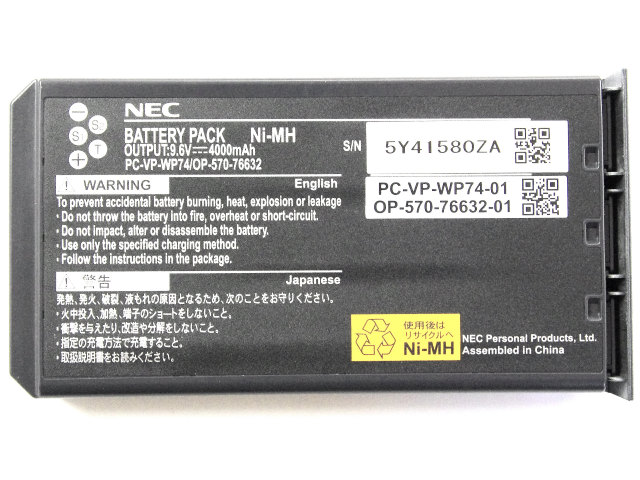 NEC
BATTERY PACK Ni-MH
OUTPUT:9.6V⎓4000mAh
PC-VP-WP74/OP-570-76632
S/N
5Y41580ZA
PC-VP-WP74-01
OP-570-76632-01
− S S T +
! WARNING English
To prevent accidental battery burning, heat, explosion or leakage
・Do not throw the battery into fire, overheat or short-circuit.
・Do not impact, alter or disassemble the battery.
・Use only the specified charging method.
・Follow the instructions in the package.
! 警告 Japanese
発熱、発火、破裂、液もれの原因となるため、次のことをお守りください。
・火中投入、加熱、端子のショートをしないこと。
・衝撃を与えたり、改造や分解をしないこと。
・指定の充電方法で充電すること。
・取扱説明書をお読みください。
使用後は
リサイクルへ
Ni-MH
NEC Personal Products, Ltd.
Assembled in China